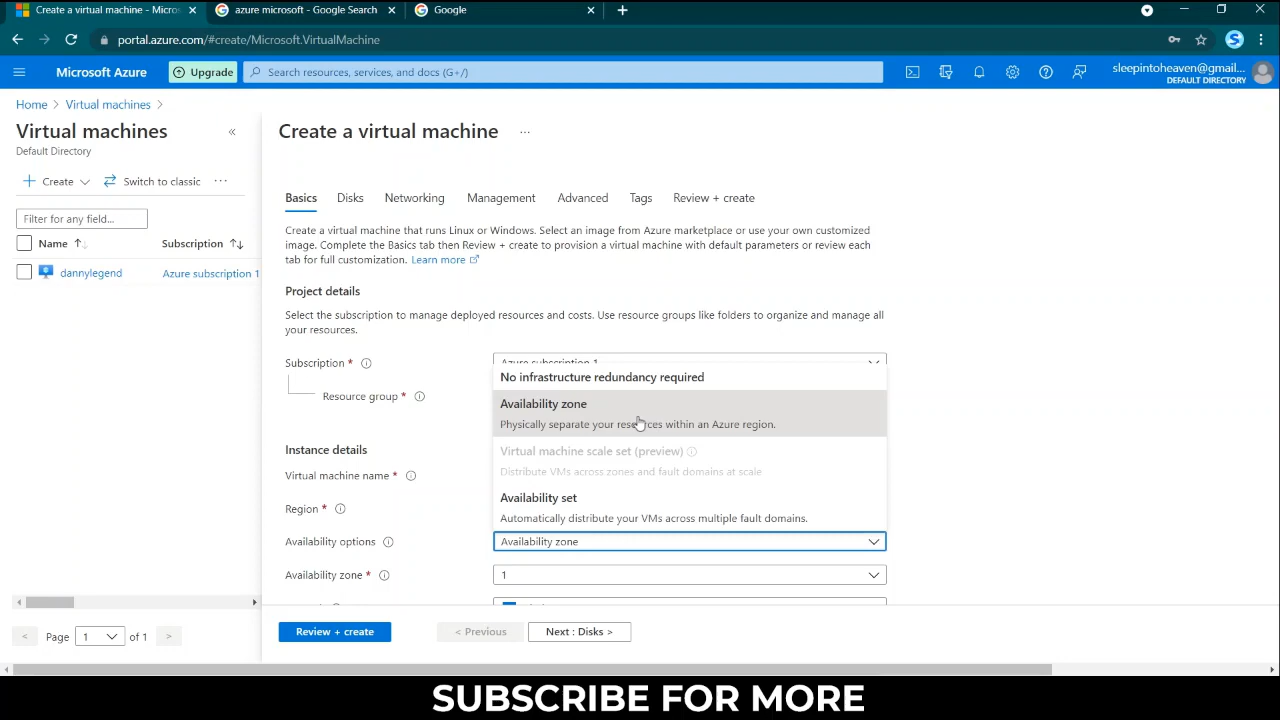 Create a virtual machine - Micros
azure microsoft - Google Search
Google
portal.azure.com/#create/Microsoft.VirtualMachine
Microsoft Azure
Upgrade
Search resources, services, and docs (G+/)
sleepintoheaven@gmail...
DEFAULT DIRECTORY
Home > Virtual machines >
Virtual machines
Default Directory
Create
Switch to classic
Filter for any field...
Name
Subscription
dannylegend
Azure subscription 1
Page 1 of 1
Create a virtual machine
Basics Disks Networking Management Advanced Tags Review + create
Create a virtual machine that runs Linux or Windows. Select an image from Azure marketplace or use your own customized
image. Complete the Basics tab then Review + create to provision a virtual machine with default parameters or review each
tab for full customization. Learn more
Project details
Select the subscription to manage deployed resources and costs. Use resource groups like folders to organize and manage all
your resources.
Subscription *
Azure subscription 1
Resource group *
No infrastructure redundancy required
Availability zone
Physically separate your resources within an Azure region.
Virtual machine scale set (preview)
Distribute VMs across zones and fault domains at scale
Availability set
Automatically distribute your VMs across multiple fault domains.
Instance details
Virtual machine name *
Region *
Availability options
Availability zone
Availability zone *
1
Review + create
< Previous
Next : Disks >
SUBSCRIBE FOR MORE